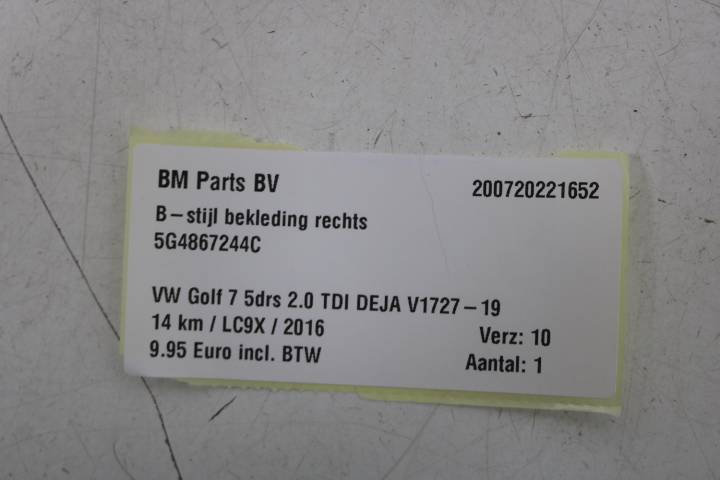 BM Parts BV 200720221652
B-stijl bekleding rechts
5G4867244C
VW Golf 7 5drs 2.0 TDI DEJA V1727-19
14 km / LC9X / 2016 Verz: 10
9.95 Euro incl. BTW Aantal: 1